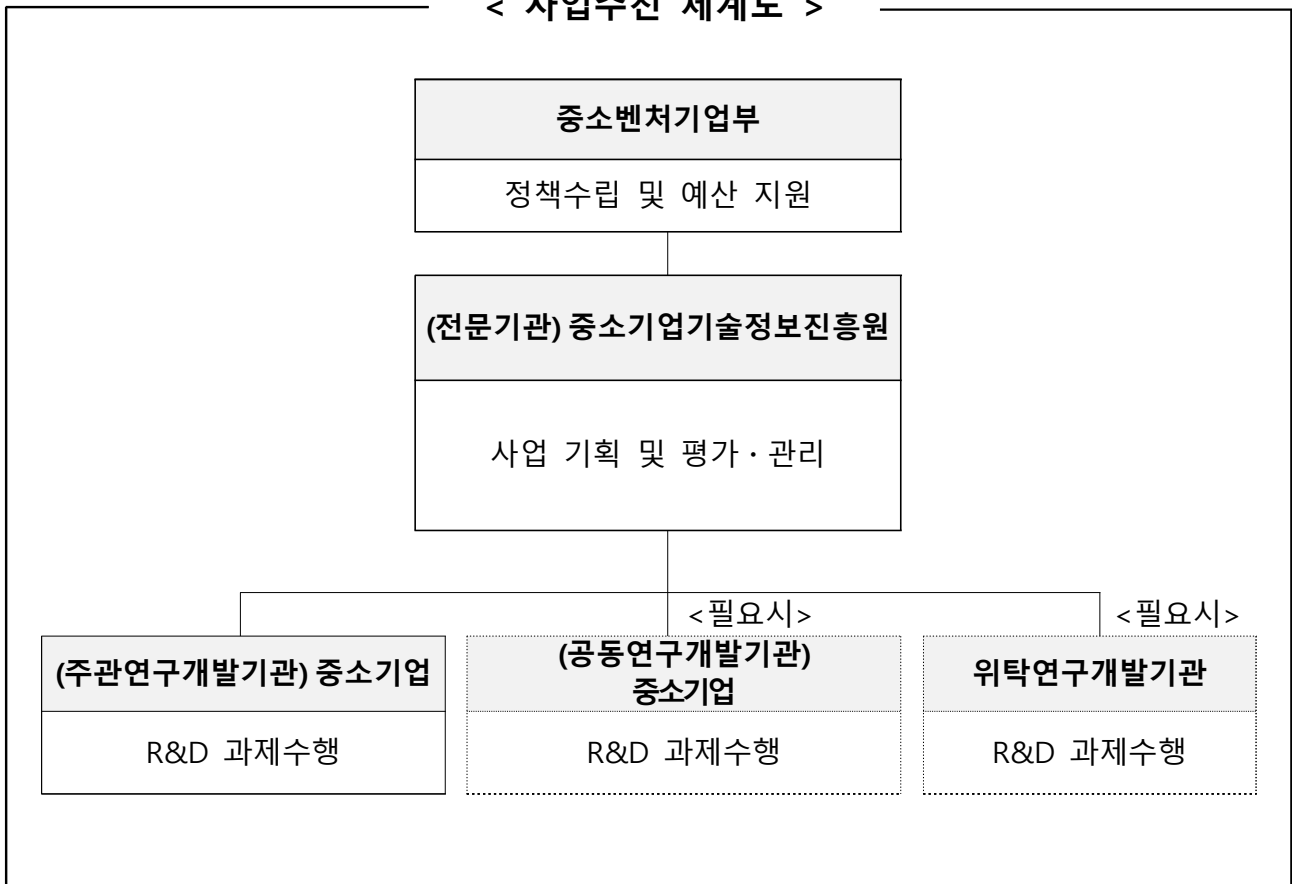 < 사업추진 체계도 >
중소벤처기업부
정책수립 및 예산 지원
(전문기관) 중소기업기술정보진흥원
사업 기획 및 평가・관리
<필요시>
<필요시>
(주관연구개발기관) 중소기업
(공동연구개발기관)
중소기업
위탁연구개발기관
R&D 과제수행
R&D 과제수행
R&D 과제수행